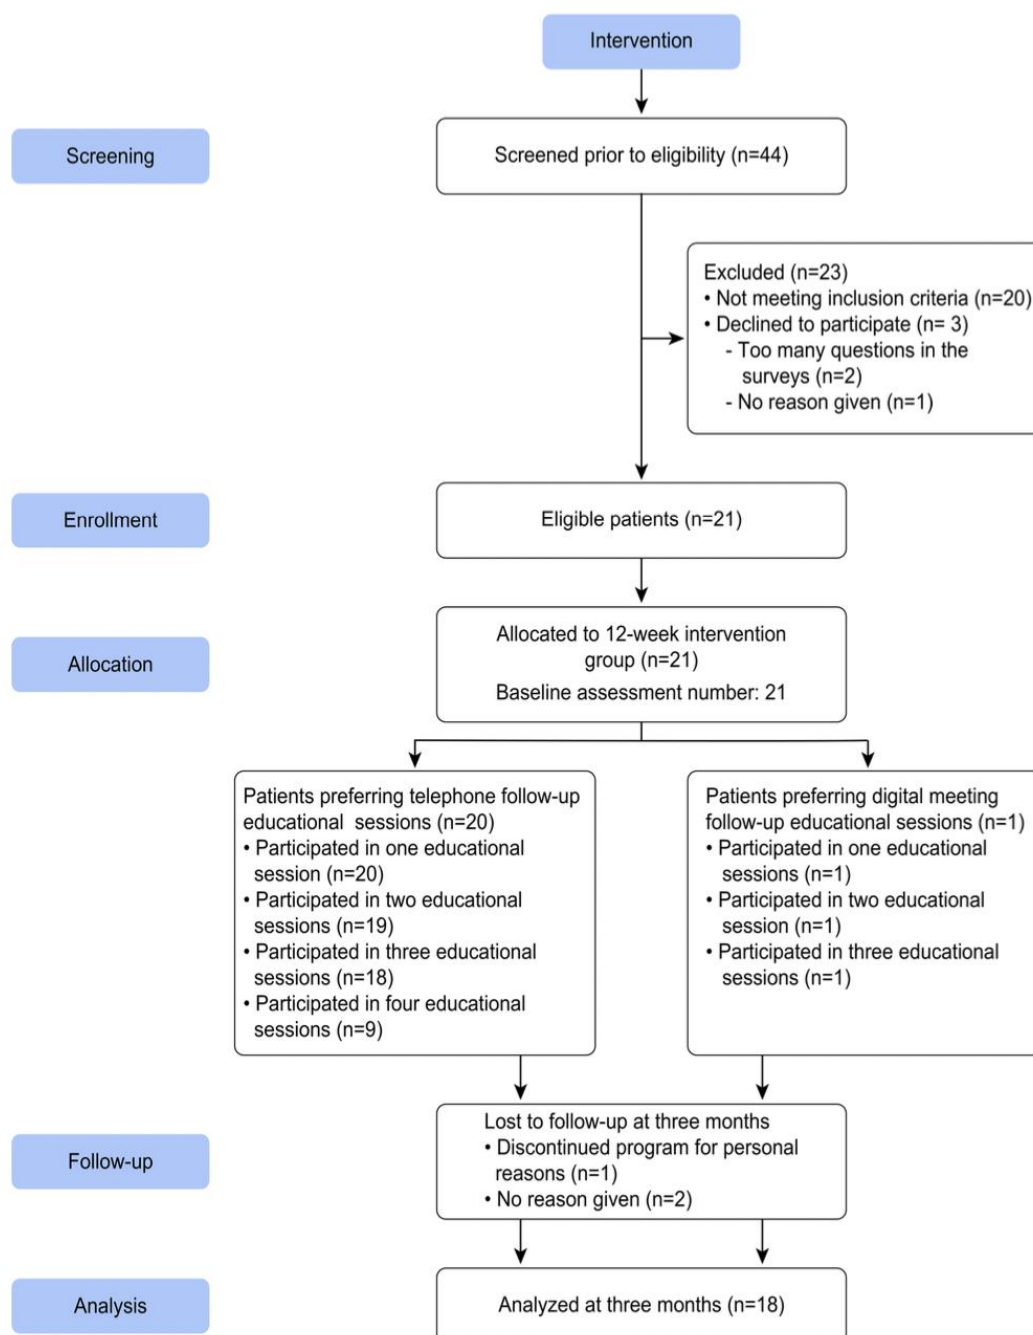 Intervention
Screening
Screened prior to eligibility (n=44)
Excluded (n=23)
• Not meeting inclusion criteria (n=20)
• Declined to participate (n= 3)
- Too many questions in the
surveys (n=2)
- No reason given (n=1)
Enrollment
Eligible patients (n=21)
Allocation
Allocated to 12-week intervention
group (n=21)
Baseline assessment number: 21
Patients preferring telephone follow-up
educational sessions (n=20)
• Participated in one educational
session (n=20)
• Participated in two educational
sessions (n=19)
• Participated in three educational
sessions (n=18)
• Participated in four educational
sessions (n=9)
Patients preferring digital meeting
follow-up educational sessions (n=1)
• Participated in one educational
sessions (n=1)
• Participated in two educational
session (n=1)
• Participated in three educational
sessions (n=1)
Follow-up
Lost to follow-up at three months
• Discontinued program for personal
reasons (n=1)
• No reason given (n=2)
Analysis
Analyzed at three months (n=18)